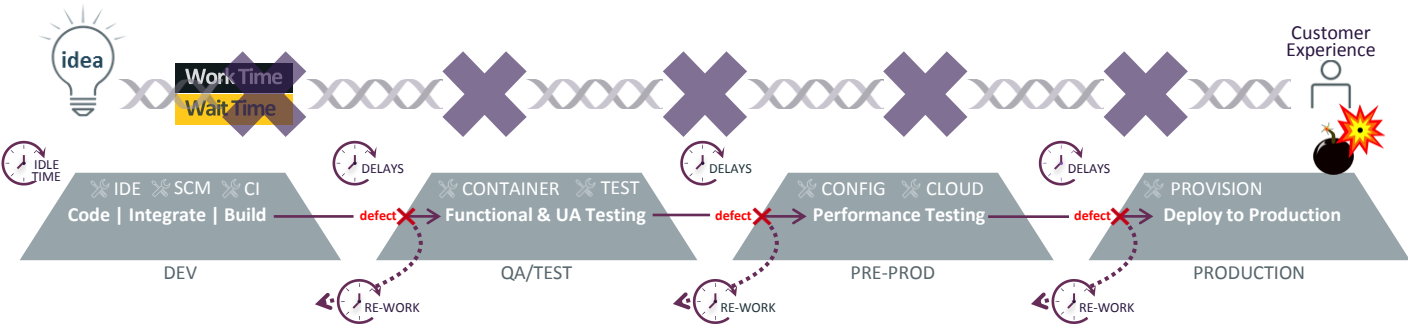 idea
Work Time
Wait Time
Customer
Experience
IDLE
TIME
DELAYS
DELAYS
DELAYS
IDE SCM CI
Code | Integrate | Build
defect
CONTAINER TEST
Functional & UA Testing
defect
CONFIG CLOUD
Performance Testing
defect
PROVISION
Deploy to Production
DEV
QA/TEST
PRE-PROD
PRODUCTION
RE-WORK
RE-WORK
RE-WORK